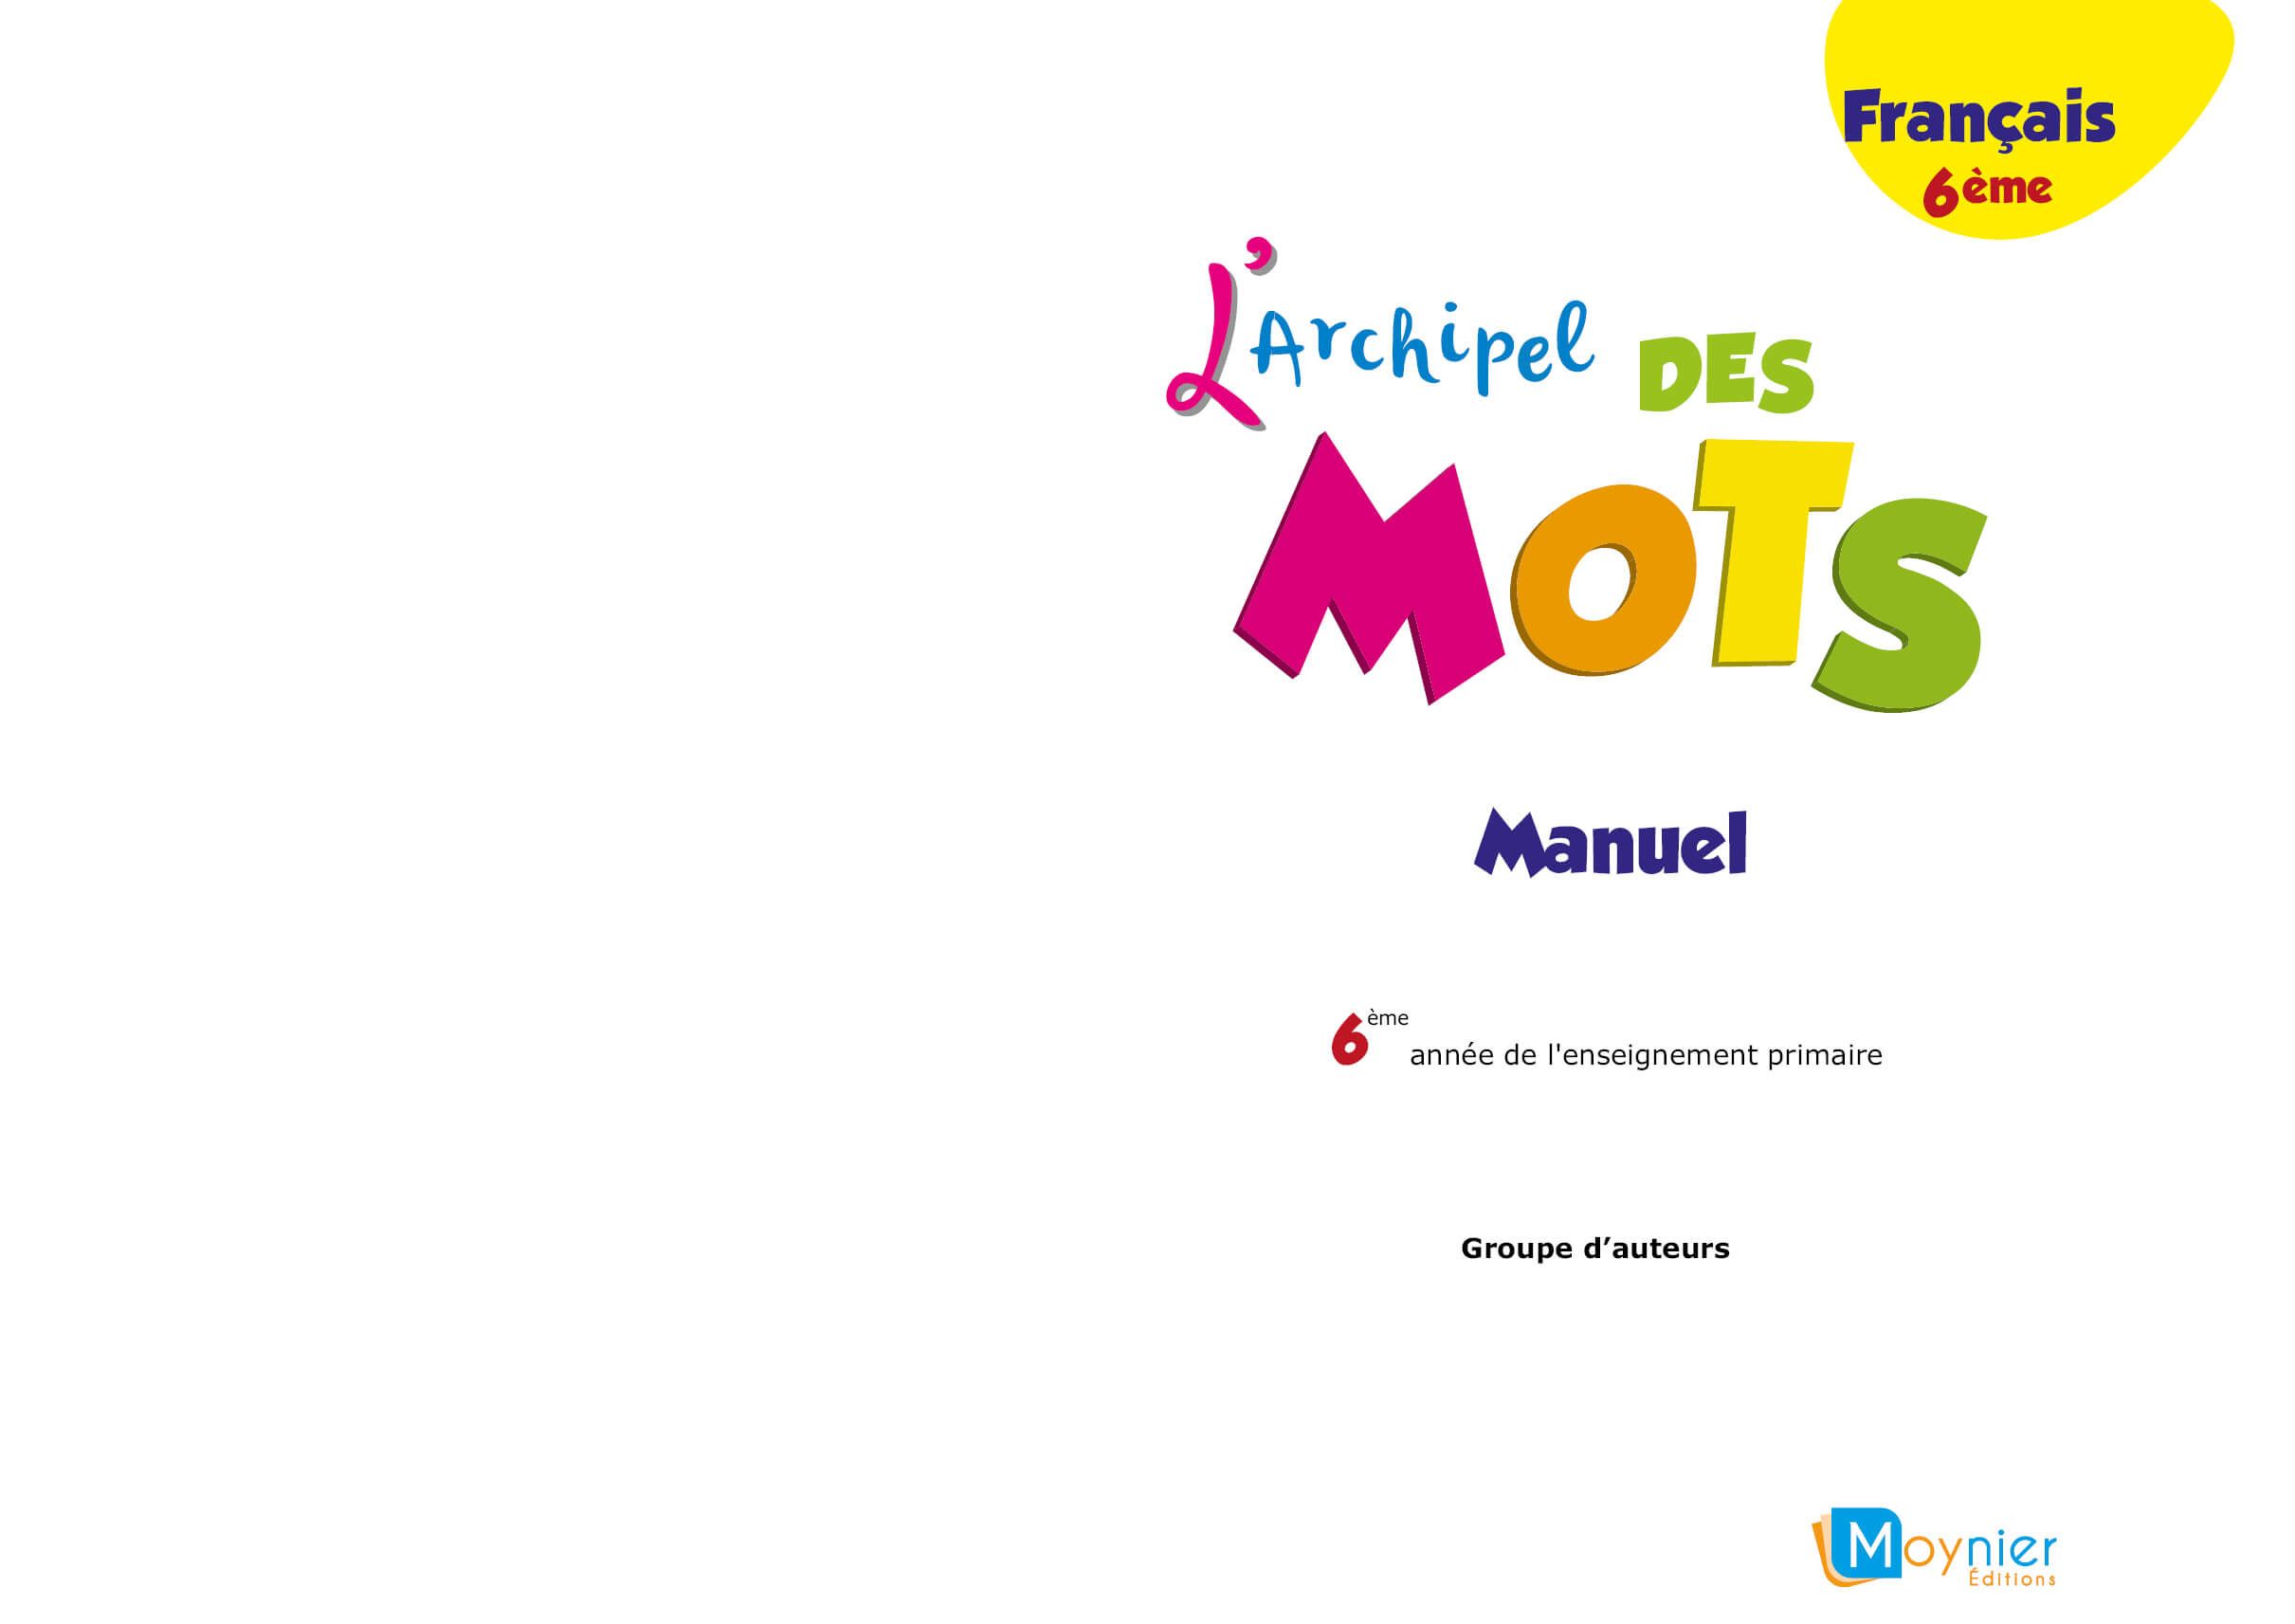 Français
6ème
L'Archipel DES
MOTS
Manuel
6ème année de l'enseignement primaire
Groupe d’auteurs
Moynier
Éditions